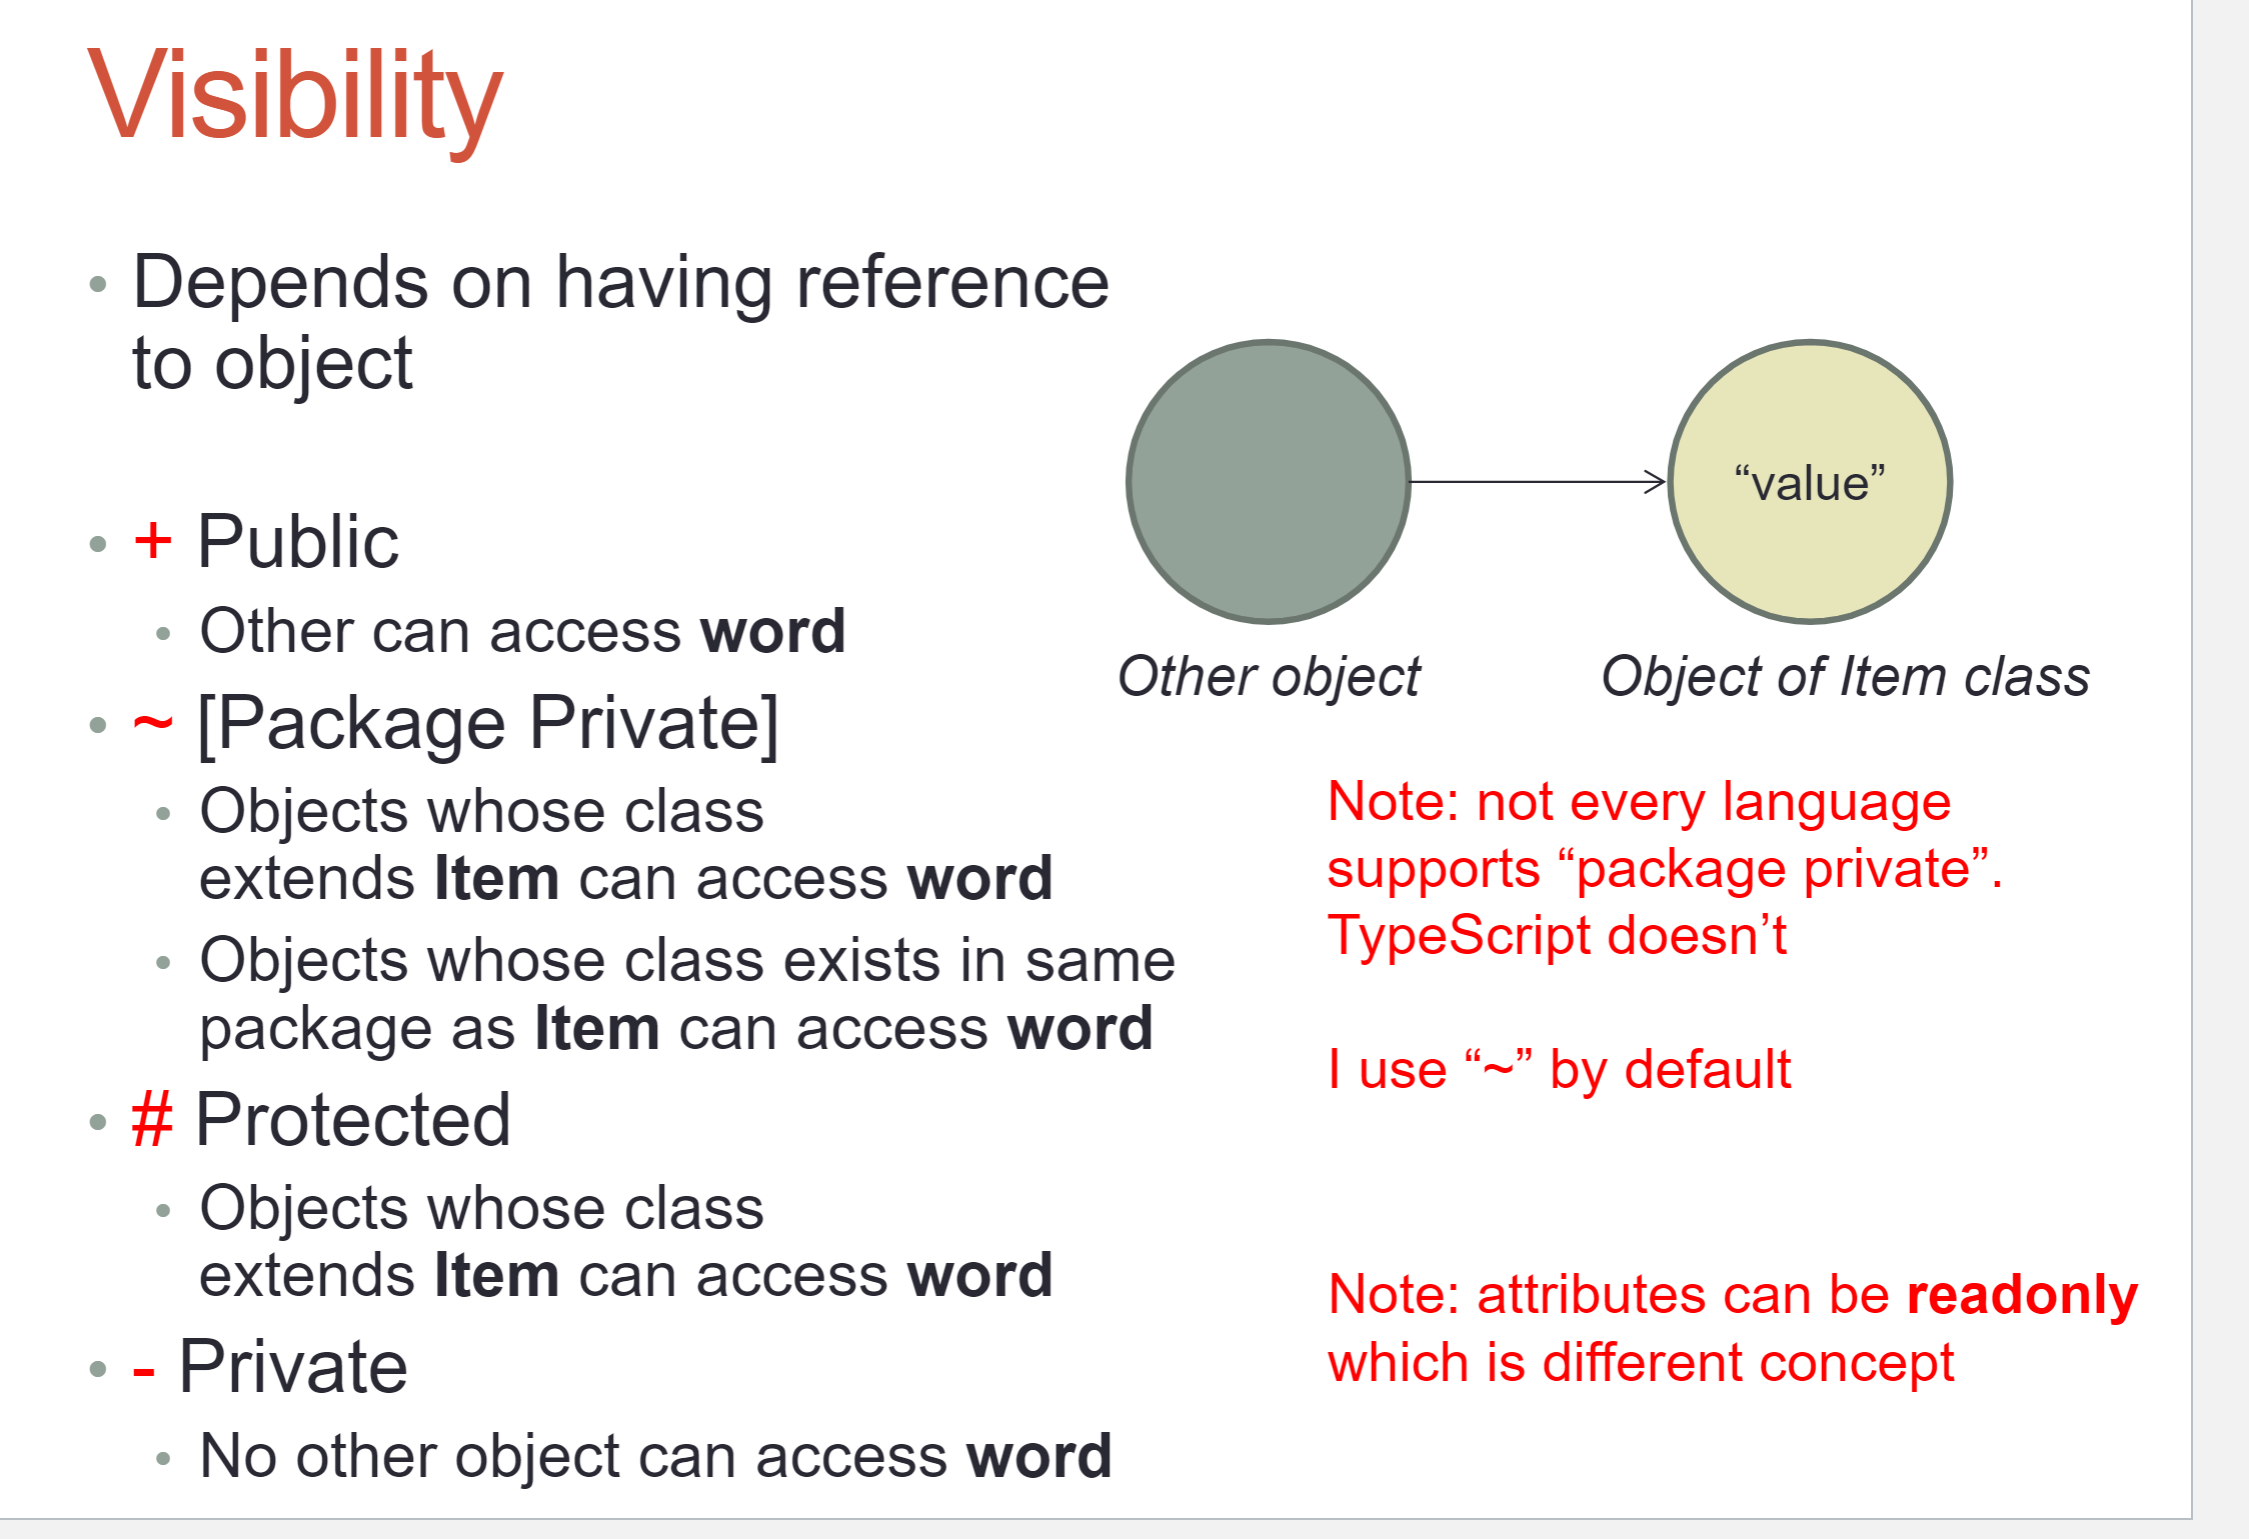 Visibility
• Depends on having reference
to object
• + Public
• Other can access word
• ~ [Package Private]
• Objects whose class
extends Item can access word
• Objects whose class exists in same
package as Item can access word
• # Protected
• Objects whose class
extends Item can access word
• - Private
• No other object can access word
“value”
Other object
Object of Item class
Note: not every language
supports “package private”.
TypeScript doesn’t
I use “~” by default
Note: attributes can be readonly
which is different concept